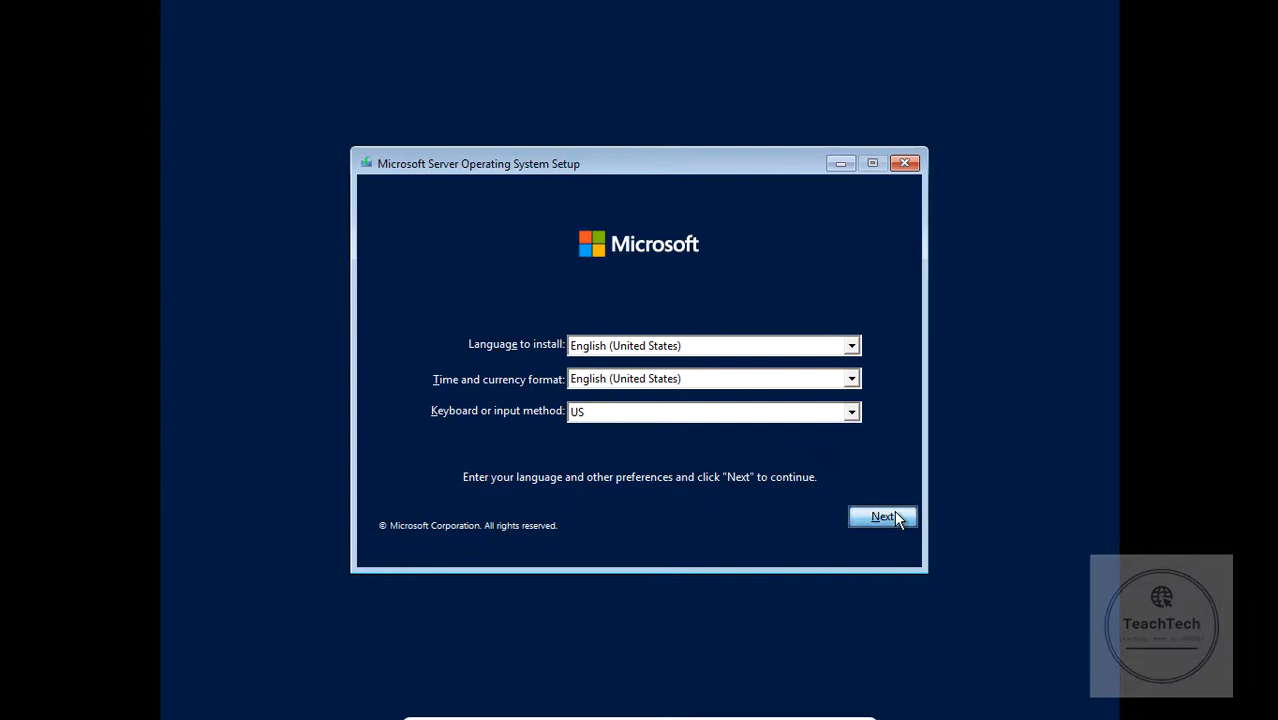 Microsoft Server Operating System Setup
Microsoft
Language to install: English (United States)
Time and currency format: English (United States)
Keyboard or input method: US
Enter your language and other preferences and click "Next" to continue.
Next
© Microsoft Corporation. All rights reserved.
TeachTech